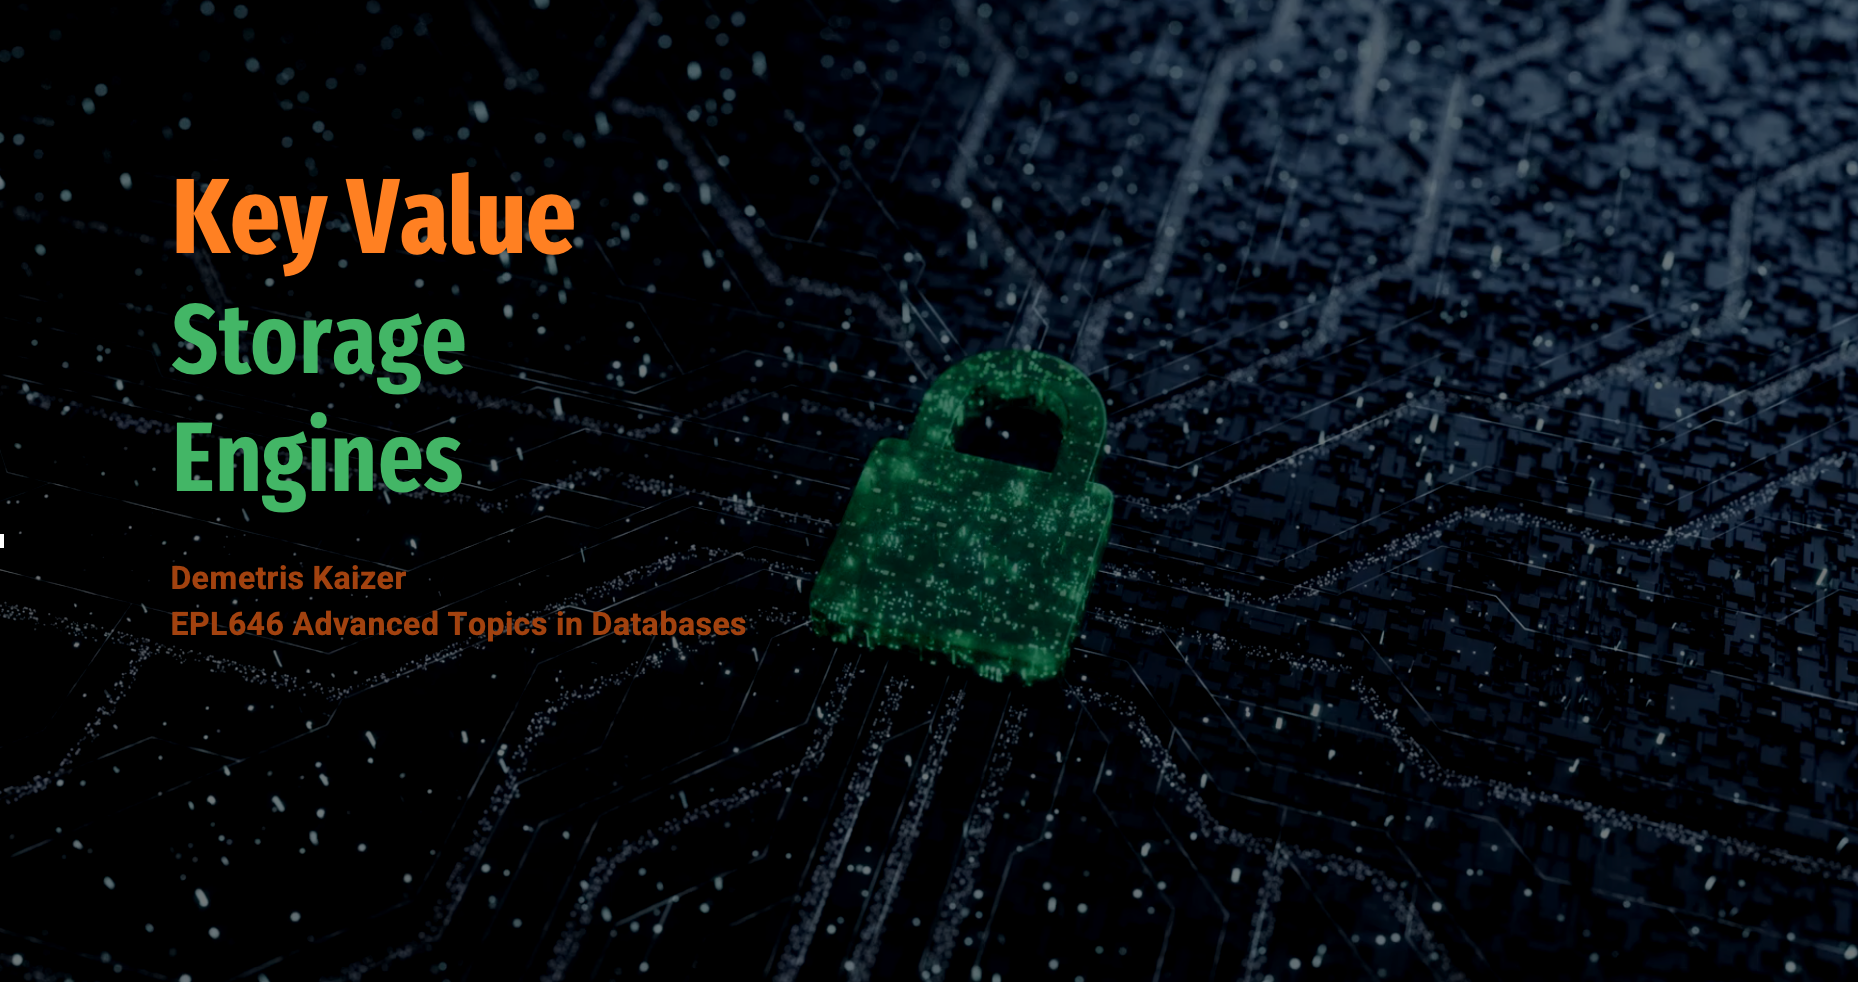 Key Value
Storage
Engines
Demetris Kaizer
EPL646 Advanced Topics in Databases